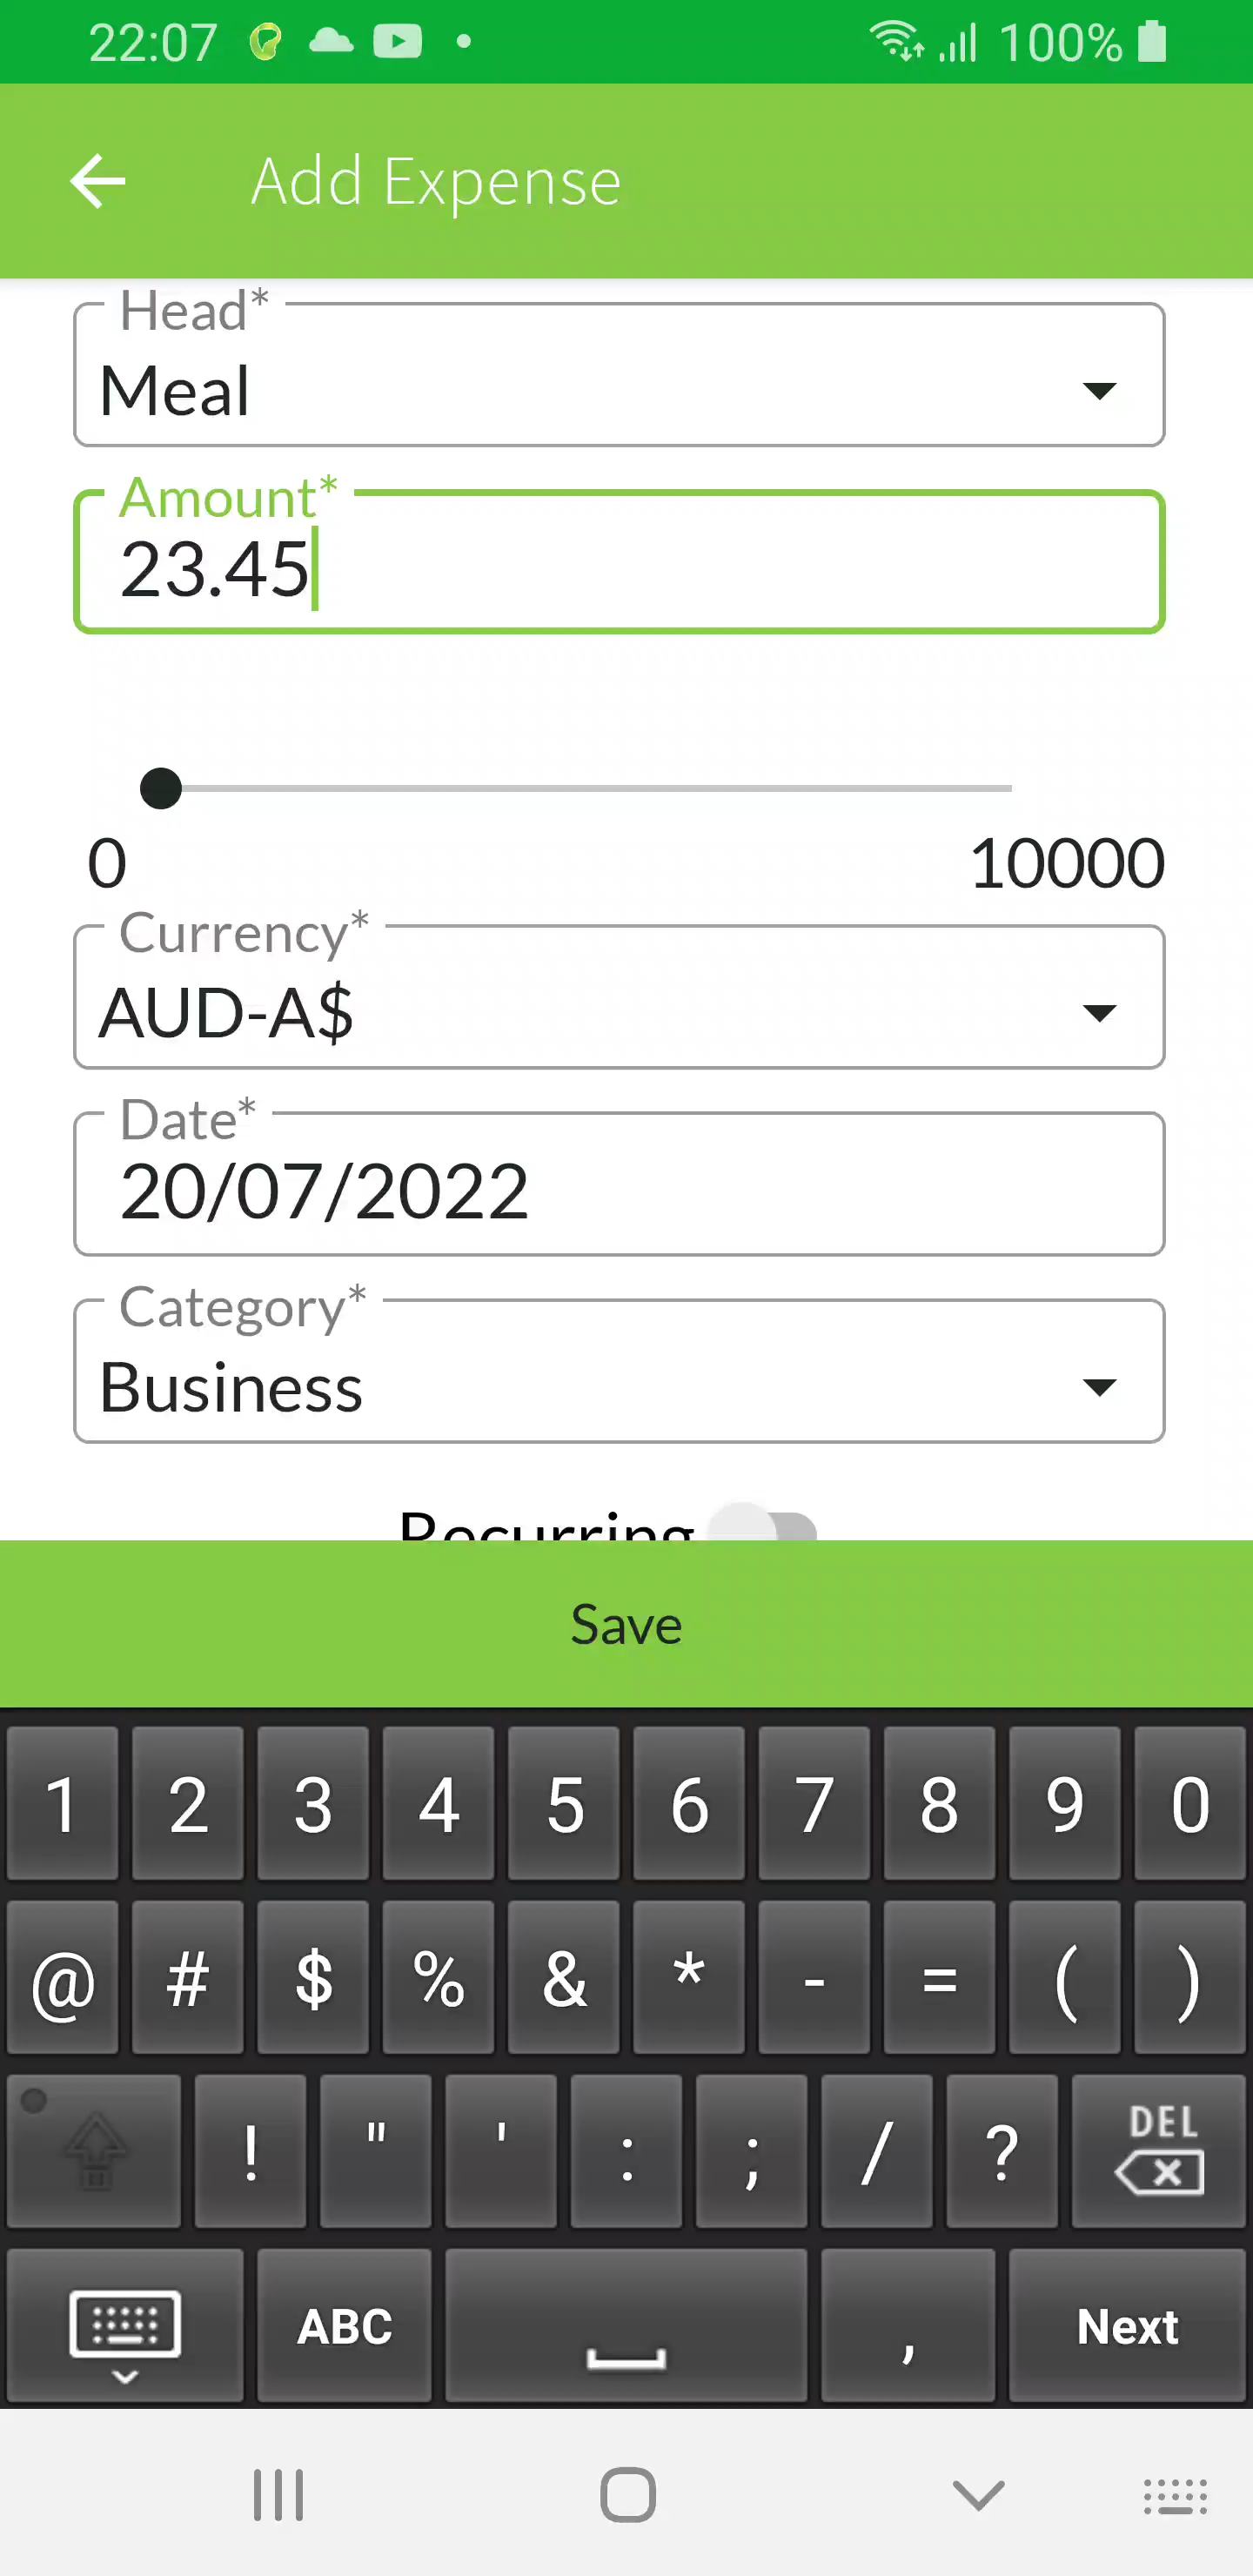 22:07 100%
Add Expense
Head*
Meal
Amount*
23.45
0 10000
Currency*
AUD-A$
Date*
20/07/2022
Category*
Business
Recurring
Save
1 2 3 4 5 6 7 8 9 0
@ # $ % & * - = ( )
! " ' : ; / ? DEL
ABC , Next